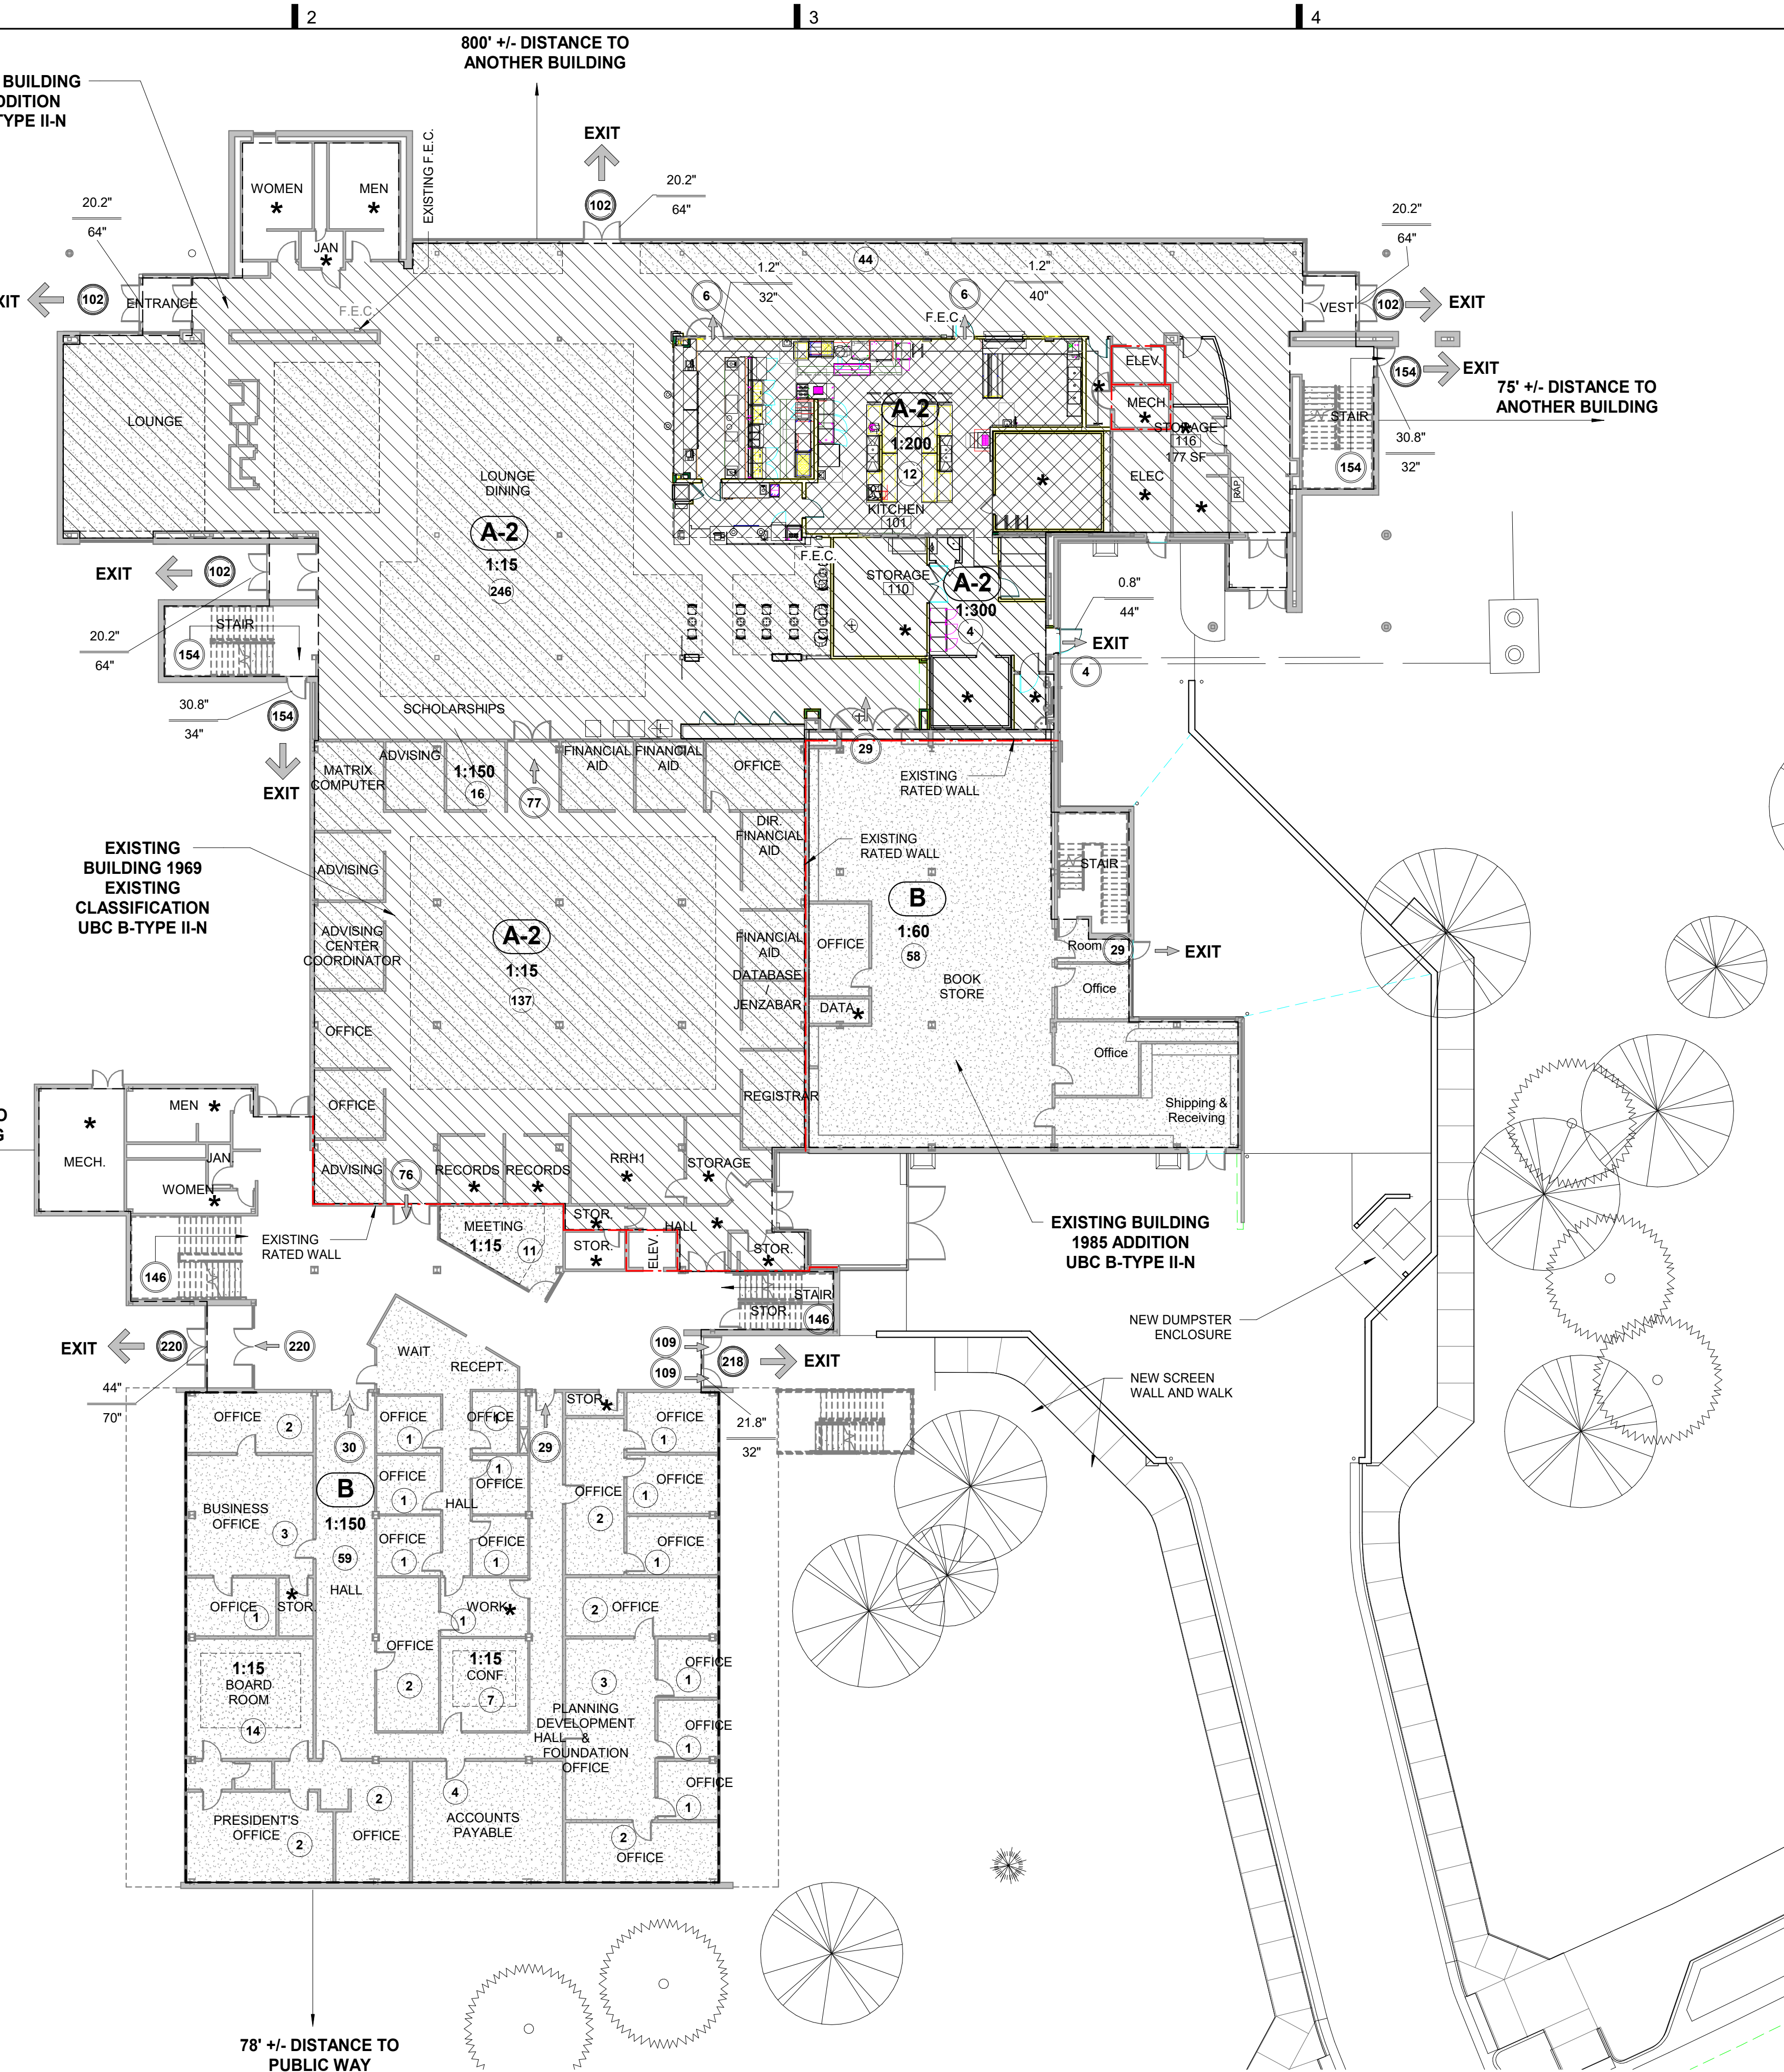 2
3
4
800' +/- DISTANCE TO
ANOTHER BUILDING
BUILDING
TYPE II-N
EXISTING F.E.C.
EXIT
102
20.2"
64"
WOMEN
*
MEN
*
JAN
*
20.2"
64"
20.2"
64"
44
1.2"
32"
1.2"
40"
6
6
F.E.C.
F.E.C.
102
ENTRANCE
VEST
102
EXIT
154
EXIT
75' +/- DISTANCE TO
ANOTHER BUILDING
ELEV.
MECH
*
*
STORAGE
116
177 SF
*
STAIR
154
30.8"
32"
LOUNGE
LOUNGE
DINING
A-2
1:15
246
A-2
1:200
12
KITCHEN
101
*
ELEC
*
*
RAP
F.E.C.
STORAGE
110
*
A-2
1:300
4
0.8"
44"
EXIT
4
*
*
EXIT
102
20.2"
64"
STAIR
154
30.8"
34"
154
EXIT
SCHOLARSHIPS
29
MATRIX
COMPUTER
ADVISING
1:150
16
77
FINANCIAL
AID
FINANCIAL
AID
OFFICE
EXISTING
RATED WALL
EXISTING
BUILDING 1969
EXISTING
CLASSIFICATION
UBC B-TYPE II-N
ADVISING
DIR.
FINANCIAL
AID
EXISTING
RATED WALL
STAIR
ADVISING
CENTER
COORDINATOR
A-2
1:15
137
FINANCIAL
AID
DATABASE
/
JENZABAR
B
1:60
58
OFFICE
BOOK
STORE
DATA
*
Room
29
EXIT
Office
Office
OFFICE
OFFICE
REGISTRAR
Shipping &
Receiving
*
MECH.
MEN
*
JAN.
WOMEN
*
ADVISING
76
RECORDS
*
RECORDS
*
RRH1
*
STORAGE
*
STOR.
*
HALL
*
STOR.
*
ELEV.
STOR.
*
MEETING
1:15
11
EXISTING
RATED WALL
146
STAIR
STOR.
146
EXISTING BUILDING
1985 ADDITION
UBC B-TYPE II-N
NEW DUMPSTER
ENCLOSURE
NEW SCREEN
WALL AND WALK
EXIT
220
220
44"
70"
WAIT
RECEPT.
109
109
218
EXIT
21.8"
32"
OFFICE
2
30
OFFICE
1
OFFICE
1
29
STOR.
*
OFFICE
1
BUSINESS
OFFICE
3
B
1:150
59
HALL
OFFICE
1
HALL
1
OFFICE
OFFICE
2
OFFICE
1
OFFICE
1
OFFICE
1
OFFICE
1
OFFICE
1
*
STOR.
1
WORK
*
2
OFFICE
1:15
BOARD
ROOM
14
OFFICE
2
1:15
CONF.
7
3
PLANNING
DEVELOPMENT
HALL &
FOUNDATION
OFFICE
OFFICE
1
OFFICE
1
OFFICE
1
PRESIDENT'S
OFFICE
2
2
OFFICE
4
ACCOUNTS
PAYABLE
2
OFFICE
78' +/- DISTANCE TO
PUBLIC WAY